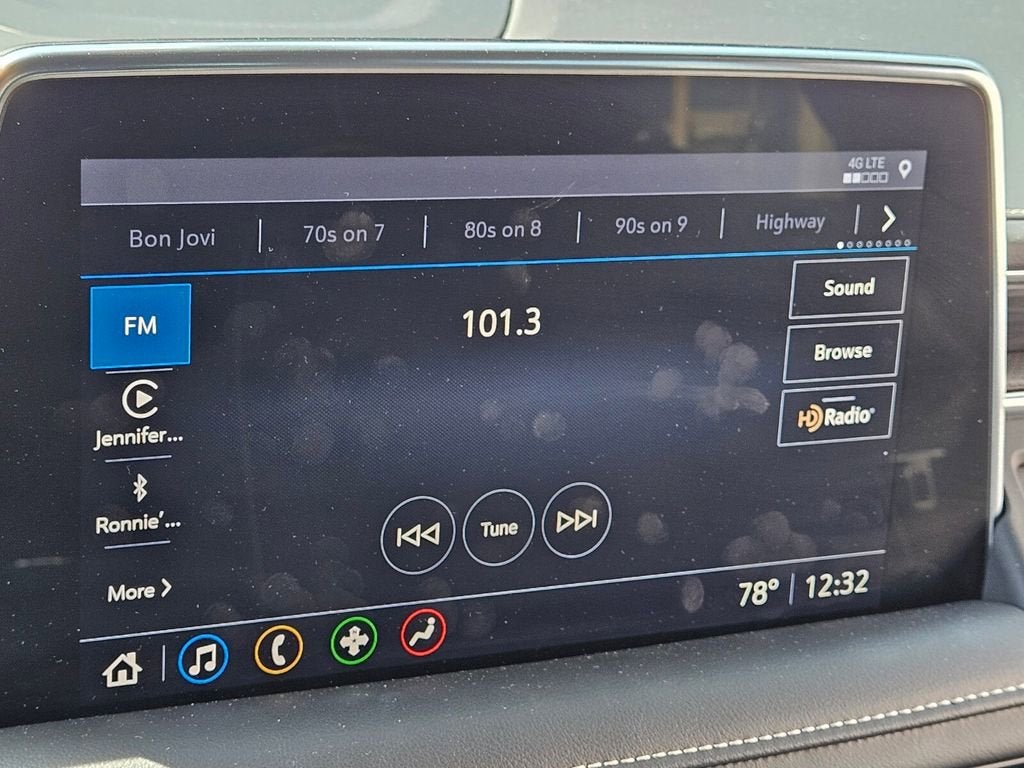 4G LTE
Bon Jovi
70s on 7
80s on 8
90s on 9
Highway
FM
101.3
Sound
Browse
HD Radio®
Jennifer...
Ronnie'...
Tune
More
78°
12:32